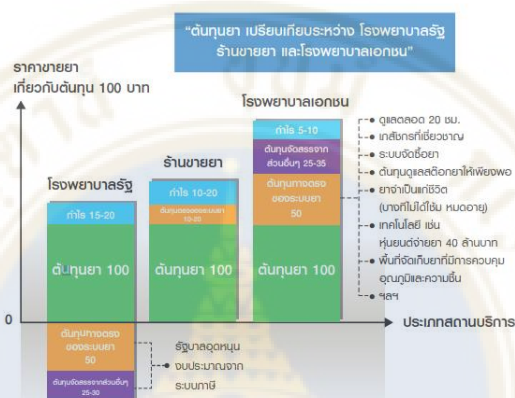 "ต้นทุนยา เปรียบเทียบระหว่าง โรงพยาบาลรัฐ
ร้านขายยา และโรงพยาบาลเอกชน"
ราคาขายยา
เกี่ยวกับต้นทุน 100 บาท
โรงพยาบาลเอกชน
กำไร 5-10
ต้นทุนจัดสรรจาก
ส่วนอื่นๆ 25-35
ต้นทุนทางตรง
ของระบบยา
50
ต้นทุนยา 100
ร้านขายยา
กำไร 10-20
ต้นทุนตรงของระบบยา
10-20
ต้นทุนยา 100
โรงพยาบาลรัฐ
กำไร 15-20
ต้นทุนยา 100
0
ต้นทุนทางตรง
ของระบบยา
50
ต้นทุนจัดสรรจากส่วนอื่นๆ
25-30
• ดูแลตลอด 20 ชม.
• เภสัชกรที่เชี่ยวชาญ
• ระบบจัดซื้อยา
• ต้นทุนดูแลสต๊อกยาให้เพียงพอ
• ยาจำเป็นแก่ชีวิต
(บางทีไม่ได้ใช้ หมดอายุ)
• เทคโนโลยี เช่น
หุ่นยนต์จ่ายยา 40 ล้านบาท
• พื้นที่จัดเก็บยาที่มีการควบคุม
อุณภูมิและความชื้น
• ฯลฯ
ประเภทสถานบริการ
รัฐบาลอุดหนุน
• งบประมาณจาก
ระบบภาษี